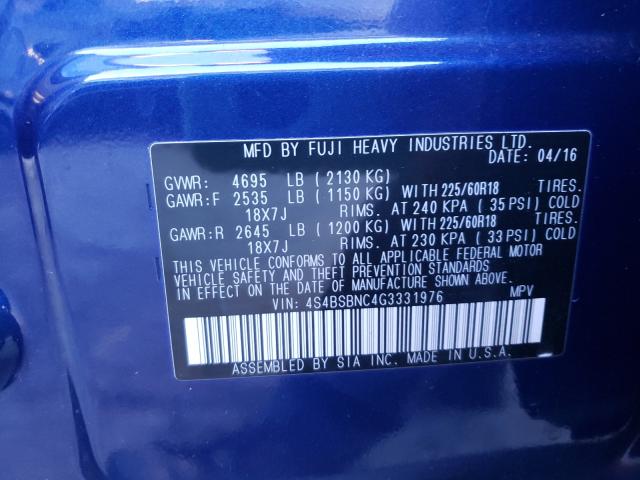 MFD BY FUJI HEAVY INDUSTRIES LTD.
DATE: 04/16
GVWR: 4695 LB ( 2130 KG)
GAWR:F 2535 LB ( 1150 KG) WITH 225/60R18 TIRES.
18X7J RIMS. AT 240 KPA ( 35 PSI) COLD
GAWR:R 2645 LB ( 1200 KG) WITH 225/60R18 TIRES.
18X7J RIMS. AT 230 KPA ( 33 PSI) COLD
THIS VEHICLE CONFORMS TO ALL APPLICABLE FEDERAL MOTOR
VEHICLE SAFETY AND THEFT PREVENTION STANDARDS
IN EFFECT ON THE DATE OF MANUFACTURE SHOWN ABOVE.
VIN: 4S4BSBNC4G3331976 MPV
ASSEMBLED BY SIA INC. MADE IN U.S.A.